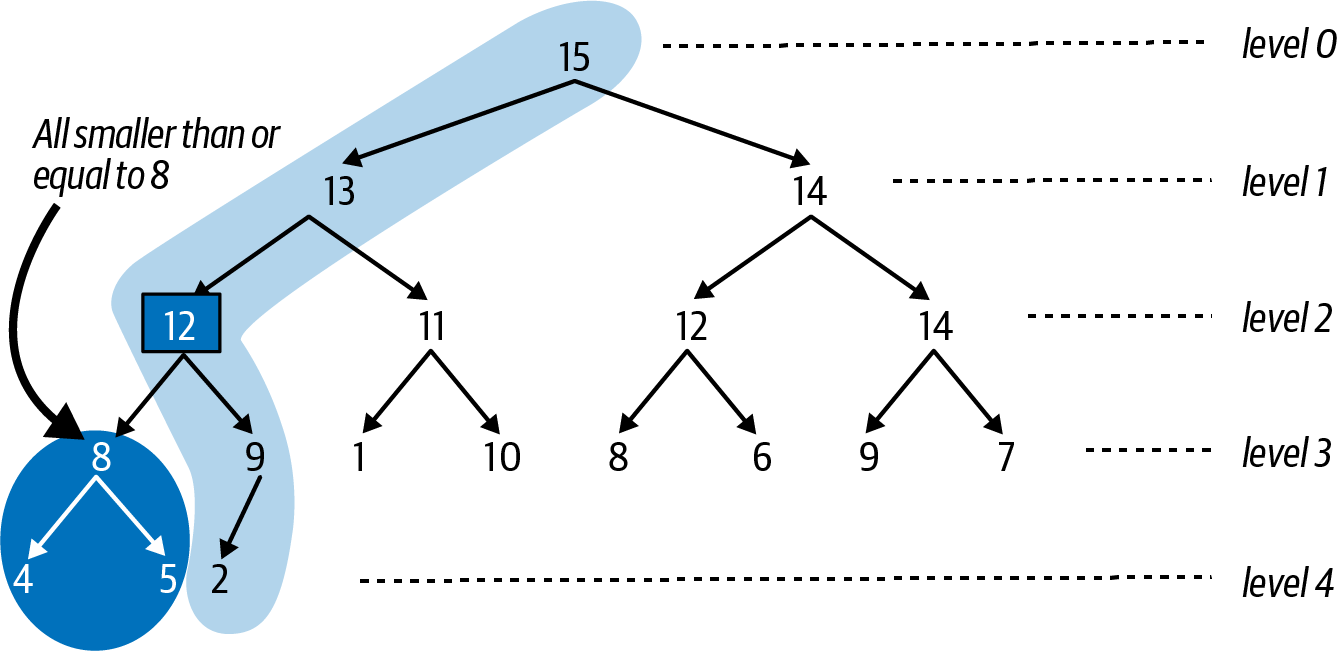 15 level 0
All smaller than or
equal to 8
13 14 level 1
12 11 12 14 level 2
8 9 1 10 8 6 9 7 level 3
4 5 2 level 4